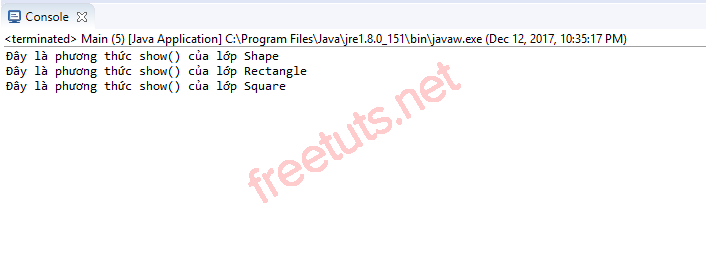 Console
<terminated> Main (5) [Java Application] C:\Program Files\Java\jre1.8.0_151\bin\javaw.exe (Dec 12, 2017, 10:35:17 PM)
Đây là phương thức show() của lớp Shape
Đây là phương thức show() của lớp Rectangle
Đây là phương thức show() của lớp Square
freetuts.net